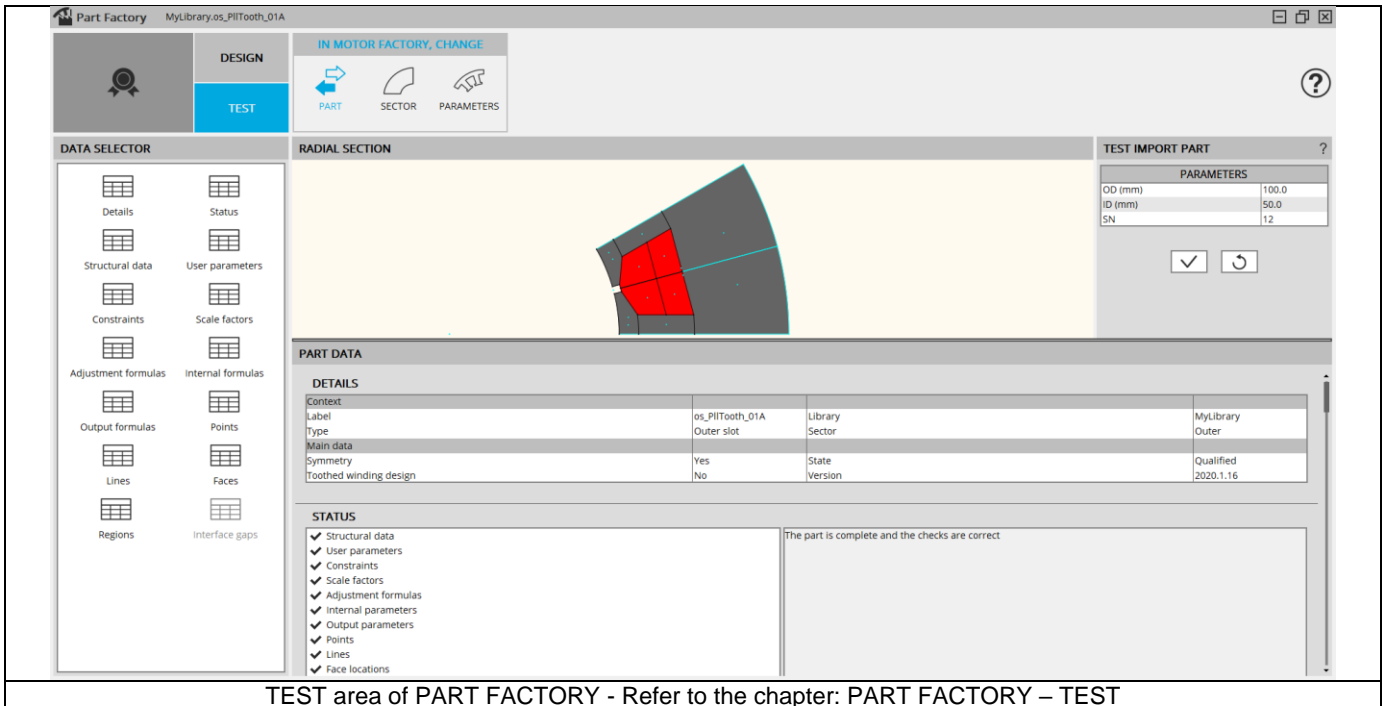 Part Factory MyLibrary.os_PllTooth_01A
DESIGN
TEST
IN MOTOR FACTORY, CHANGE
PART SECTOR PARAMETERS
?
DATA SELECTOR
Details Status
Structural data User parameters
Constraints Scale factors
Adjustment formulas Internal formulas
Output formulas Points
Lines Faces
Regions Interface gaps
RADIAL SECTION
TEST IMPORT PART ?
PARAMETERS
OD (mm) 100.0
ID (mm) 50.0
SN 12
PART DATA
DETAILS
Context
Label os_PllTooth_01A Library MyLibrary
Type Outer slot Sector Outer
Main data
Symmetry Yes State Qualified
Toothed winding design No Version 2020.1.16
STATUS
Structural data
User parameters
Constraints
Scale factors
Adjustment formulas
Internal parameters
Output parameters
Points
Lines
Face locations
The part is complete and the checks are correct
TEST area of PART FACTORY - Refer to the chapter: PART FACTORY – TEST